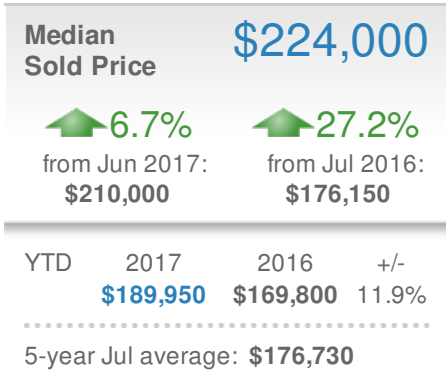 Median $224,000
Sold Price
6.7% 27.2%
from Jun 2017: from Jul 2016:
$210,000 $176,150
YTD 2017 2016 +/-
$189,950 $169,800 11.9%
5-year Jul average: $176,730